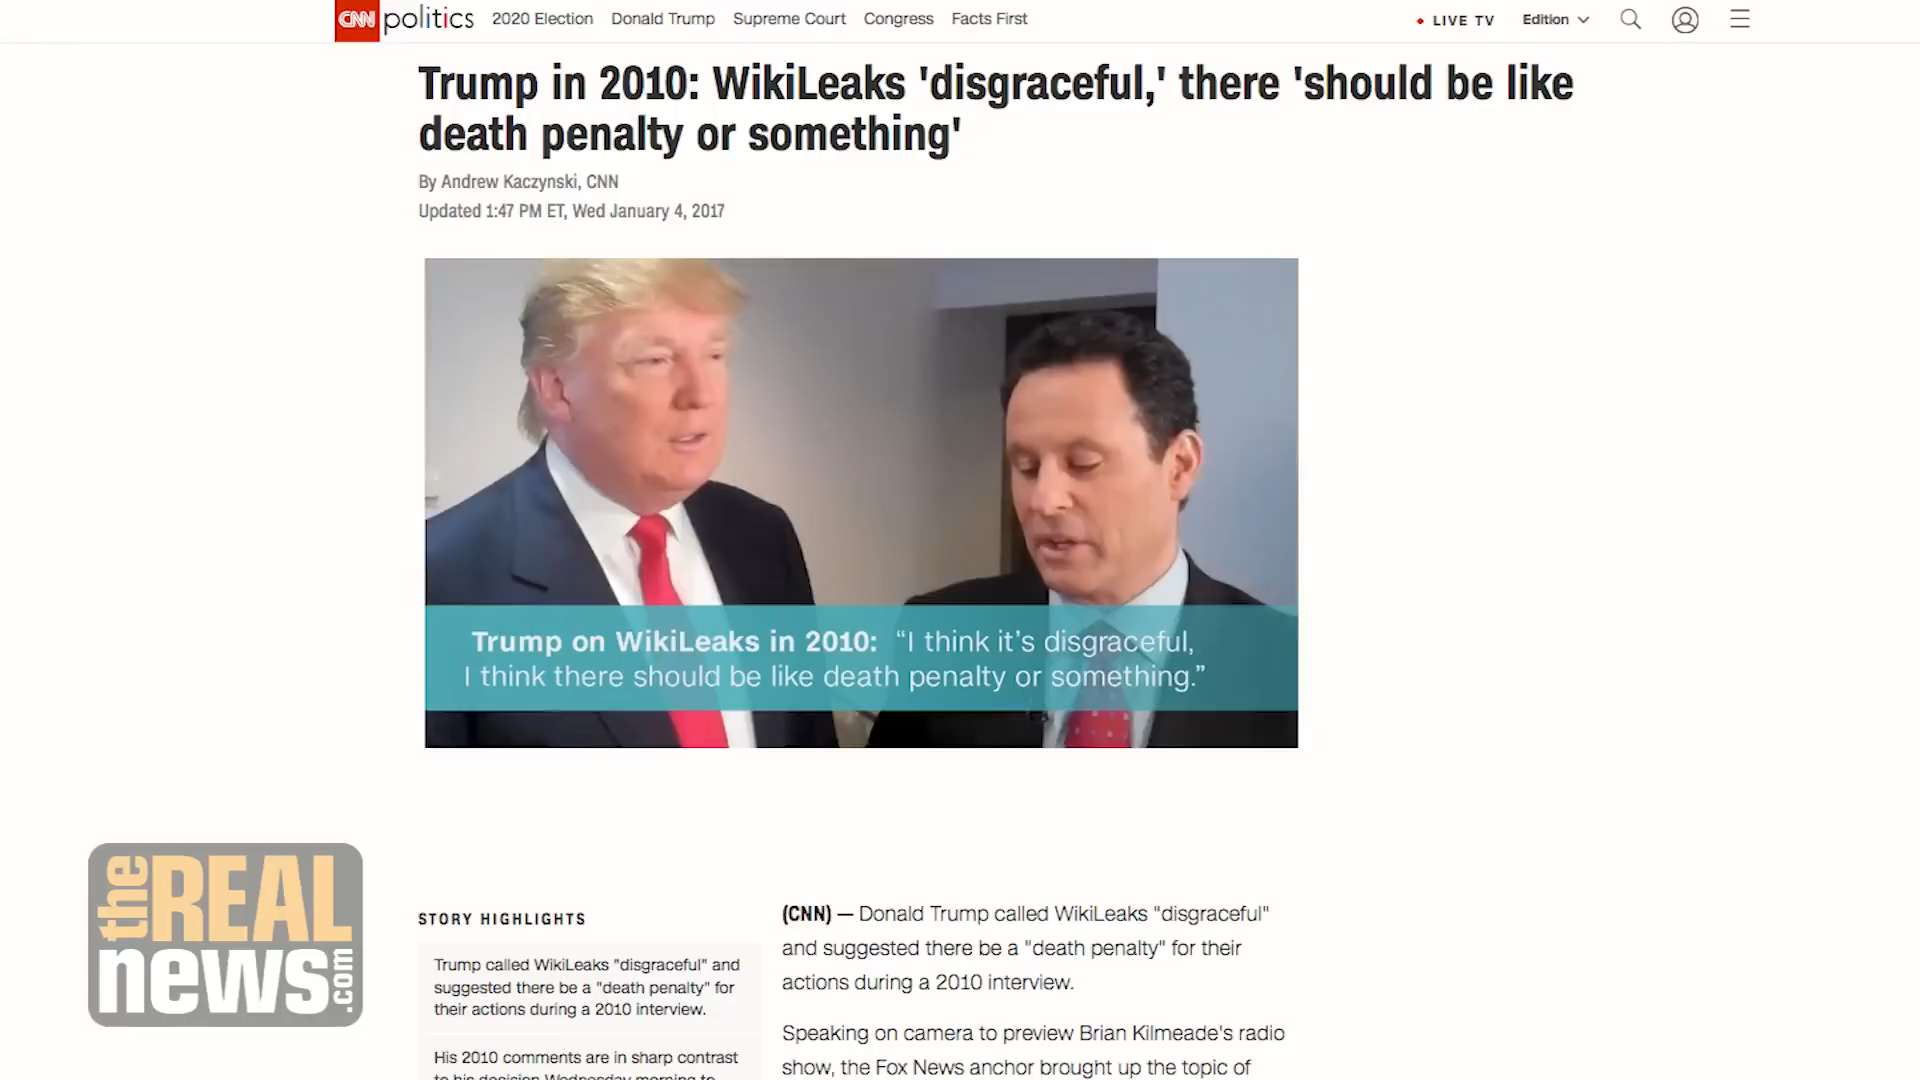 CNN politics 2020 Election Donald Trump Supreme Court Congress Facts First LIVE TV Edition
Trump in 2010: WikiLeaks 'disgraceful,' there 'should be like
death penalty or something'
By Andrew Kaczynski, CNN
Updated 1:47 PM ET, Wed January 4, 2017
Trump on WikiLeaks in 2010: “I think it’s disgraceful,
I think there should be like death penalty or something.”
STORY HIGHLIGHTS
Trump called WikiLeaks "disgraceful" and
suggested there be a "death penalty" for
their actions during a 2010 interview.
His 2010 comments are in sharp contrast
to his decision Wednesday morning to
(CNN) — Donald Trump called WikiLeaks "disgraceful"
and suggested there be a "death penalty" for their
actions during a 2010 interview.
Speaking on camera to preview Brian Kilmeade's radio
show, the Fox News anchor brought up the topic of
the REAL
news.com